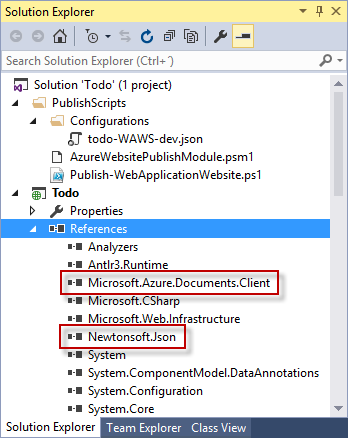 Solution Explorer
Search Solution Explorer (Ctrl+´)
Solution 'Todo' (1 project)
PublishScripts
Configurations
todo-WAWS-dev.json
AzureWebsitePublishModule.psm1
Publish-WebApplicationWebsite.ps1
Todo
Properties
References
Analyzers
Antlr3.Runtime
Microsoft.Azure.Documents.Client
Microsoft.CSharp
Microsoft.Web.Infrastructure
Newtonsoft.Json
System
System.ComponentModel.DataAnnotations
System.Configuration
System.Core
Solution Explorer Team Explorer Class View